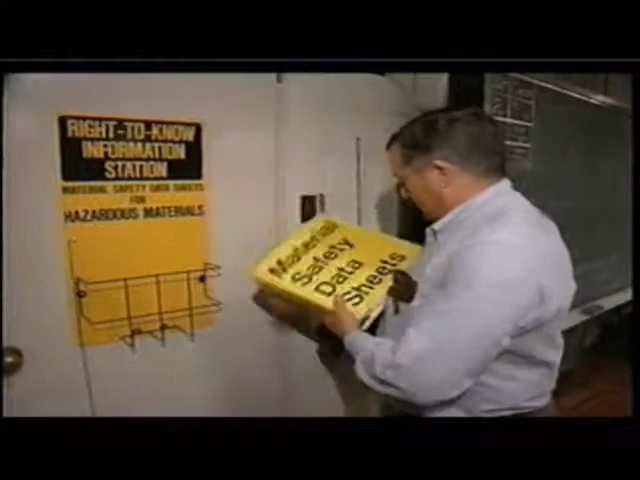 RIGHT-TO-KNOW
INFORMATION
STATION
MATERIAL SAFETY DATA SHEETS
FOR
HAZARDOUS MATERIALS
Material
Safety
Data
Sheets